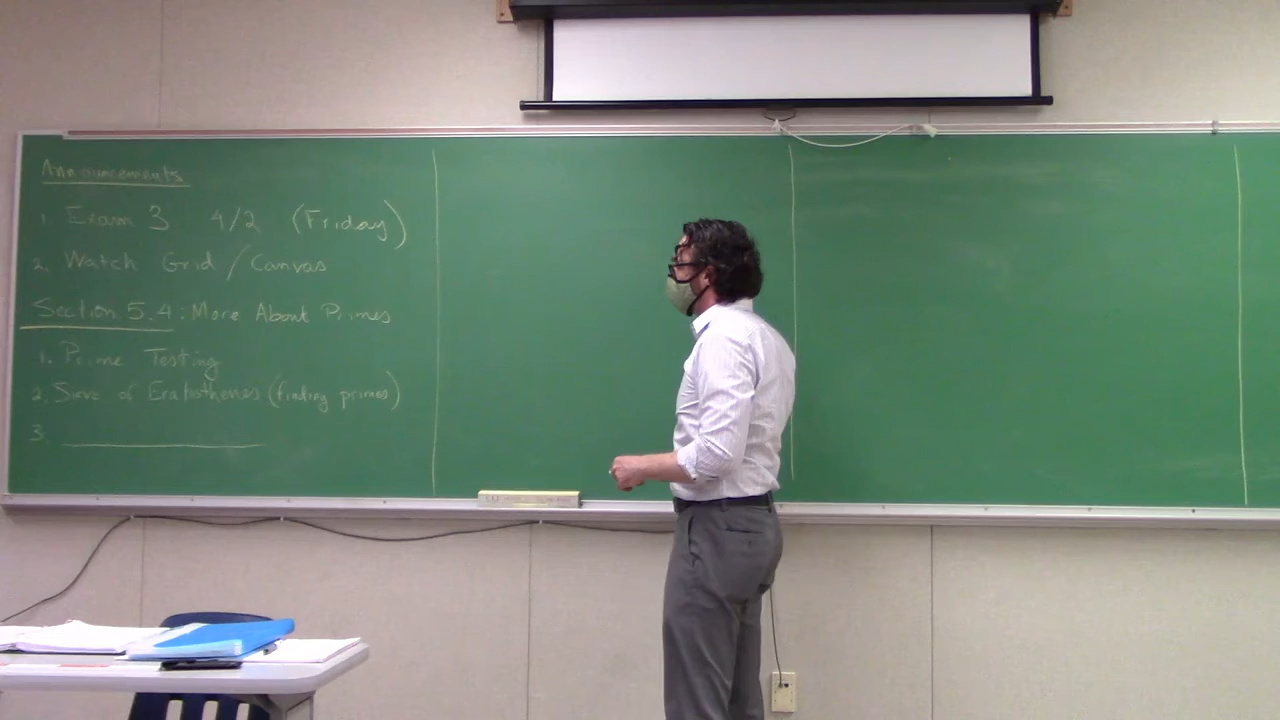 Announcements
1. Exam 3 4/2 (Friday)
2. Watch Grid / Canvas
Section 5.4: More About Primes
1. Prime Testing
2. Sieve of Eratosthenes (finding primes)
3.